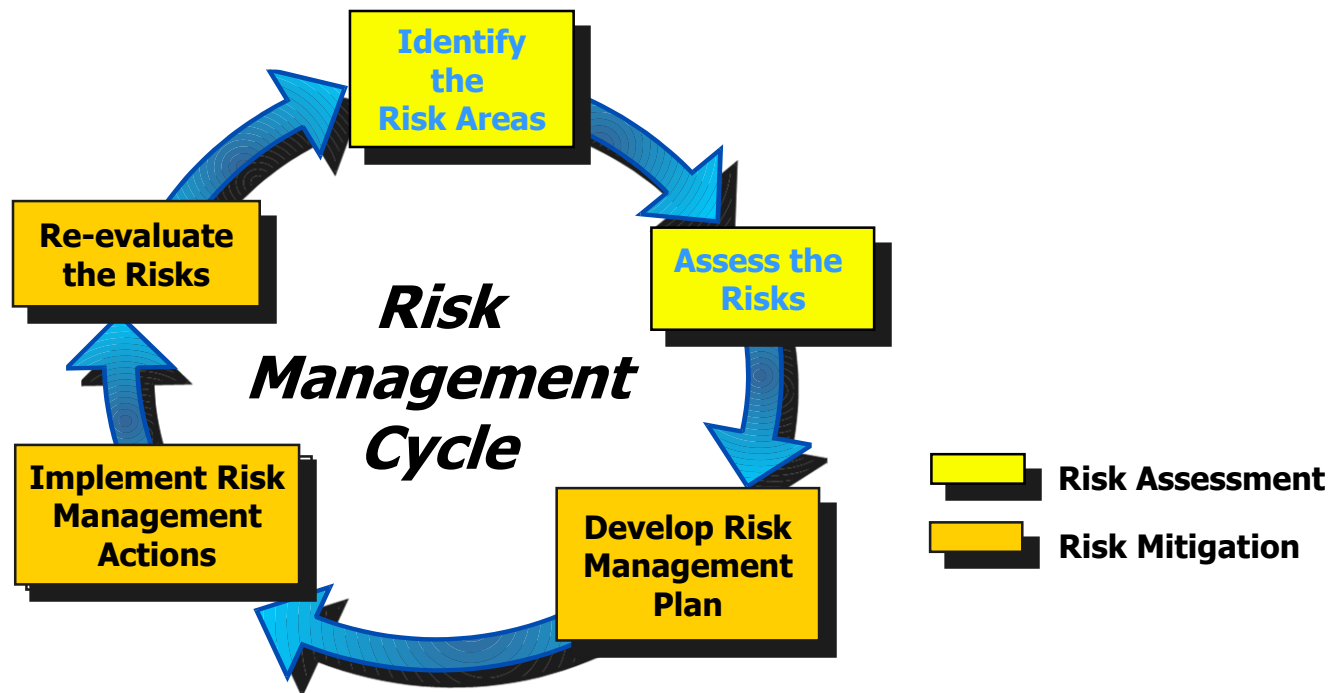 Identify
the
Risk Areas
Assess the
Risks
Develop Risk
Management
Plan
Implement Risk
Management
Actions
Re-evaluate
the Risks
Risk
Management
Cycle
Risk Assessment
Risk Mitigation